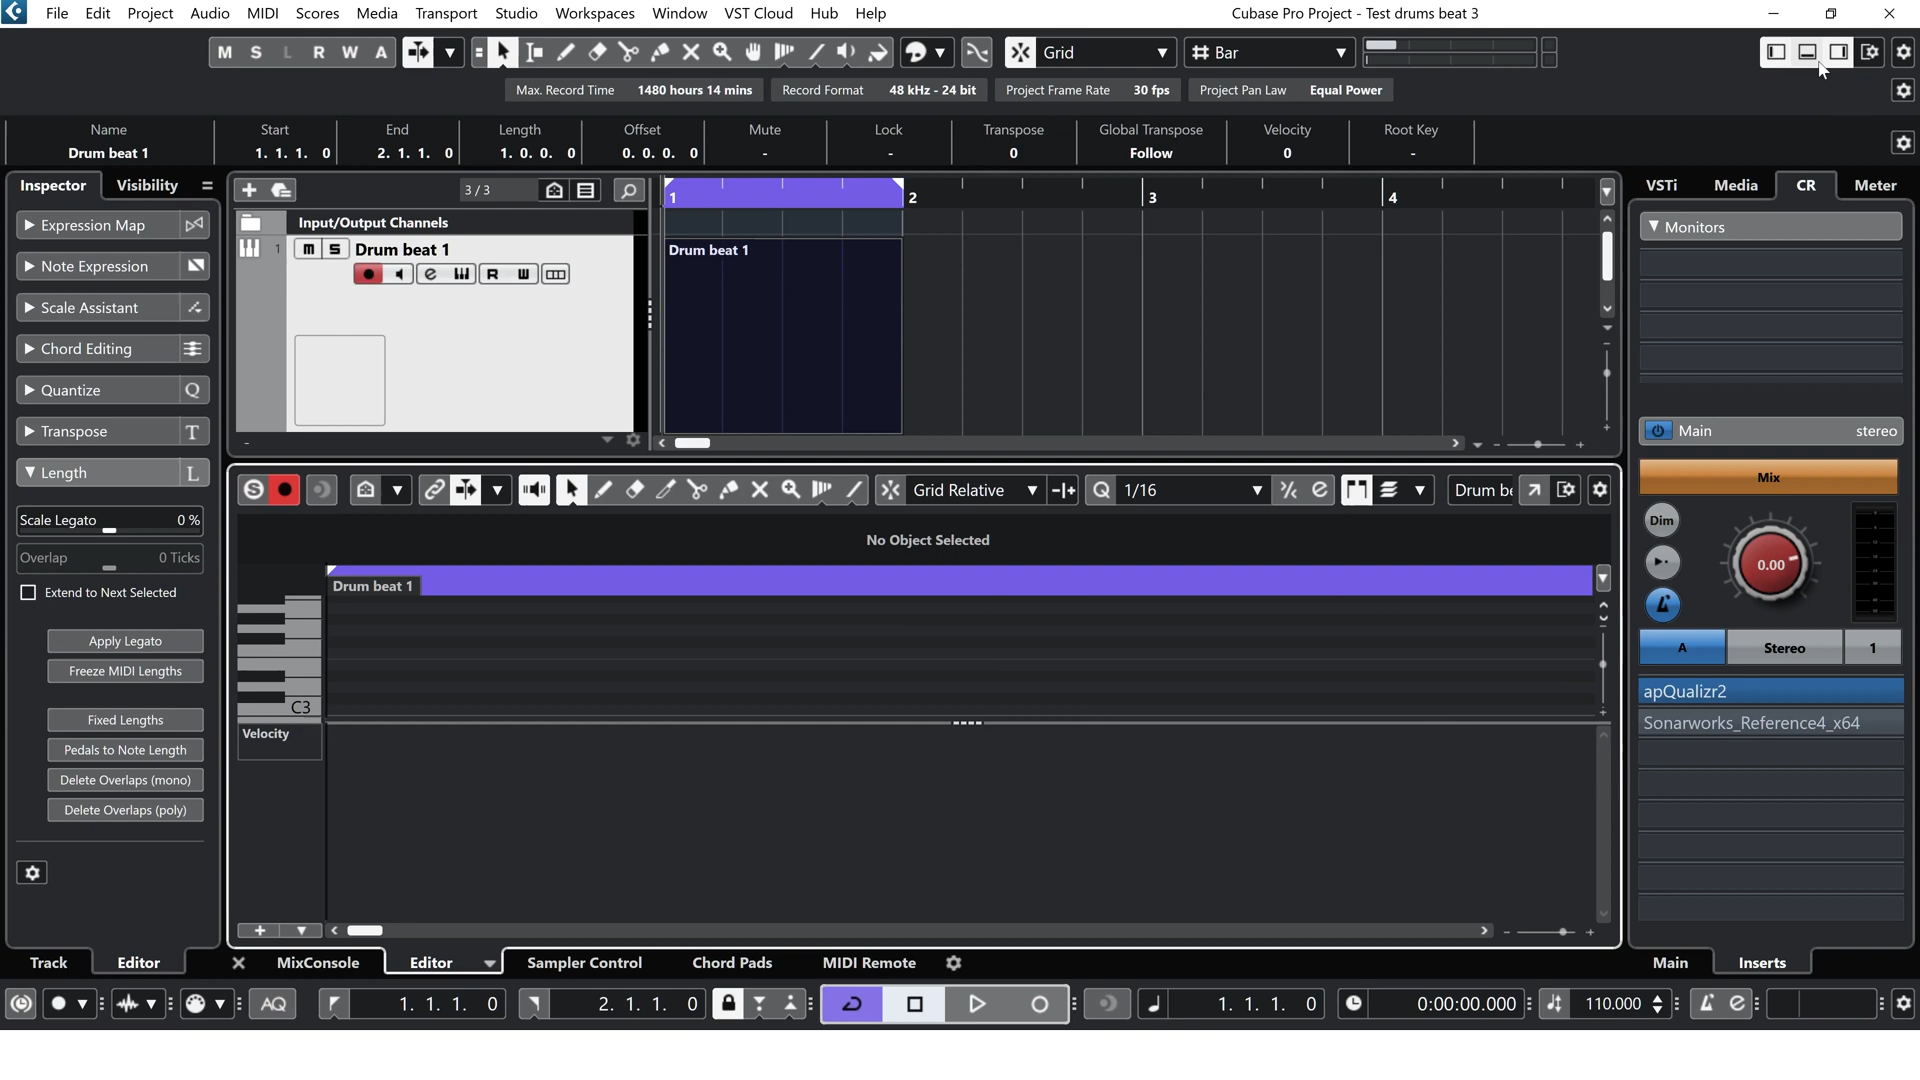 File Edit Project Audio MIDI Scores Media Transport Studio Workspaces Window VST Cloud Hub Help Cubase Pro Project - Test drums beat 3
M S L R W A Grid Bar
Max. Record Time 1480 hours 14 mins Record Format 48 kHz - 24 bit Project Frame Rate 30 fps Project Pan Law Equal Power
Name Start End Length Offset Mute Lock Transpose Global Transpose Velocity Root Key
Drum beat 1 1. 1. 1. 0 2. 1. 1. 0 1. 0. 0. 0 0. 0. 0. 0 - - 0 Follow 0 -
Inspector Visibility 3 / 3 1 2 3 4 VSTi Media CR Meter
Expression Map Input/Output Channels Monitors
1 m S Drum beat 1 Drum beat 1
Note Expression e R W
Scale Assistant
Chord Editing
Quantize Q
Transpose T Main stereo
Length L
S Grid Relative Q 1/16 e Drum be Mix
Scale Legato 0 % Dim
No Object Selected
Overlap 0 Ticks 0.00
Extend to Next Selected Drum beat 1
Apply Legato A Stereo 1
Freeze MIDI Lengths
apQualizr2
Fixed Lengths C3 Sonarworks_Reference4_x64
Velocity
Pedals to Note Length
Delete Overlaps (mono)
Delete Overlaps (poly)
Track Editor MixConsole Editor Sampler Control Chord Pads MIDI Remote Main Inserts
AQ 1. 1. 1. 0 2. 1. 1. 0 1. 1. 1. 0 0:00:00.000 110.000 e